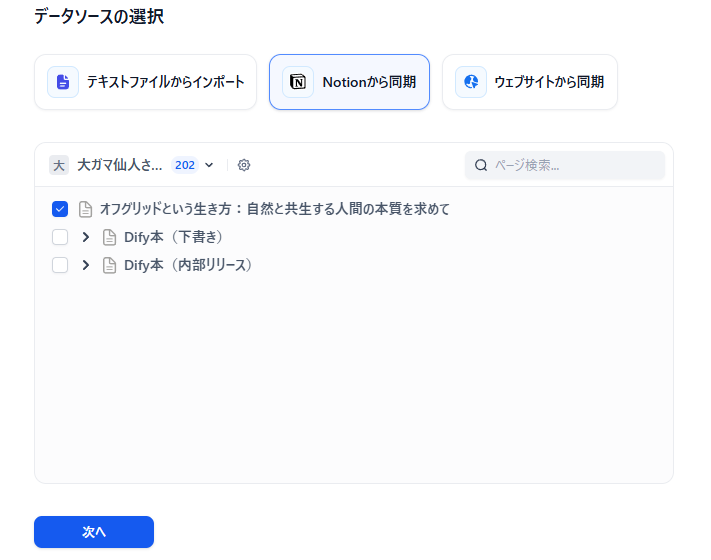 データソースの選択
テキストファイルからインポート
Notionから同期
ウェブサイトから同期
大 大ガマ仙人さ... 202
ページ検索...
オフグリッドという生き方：自然と共生する人間の本質を求めて
Dify本（下書き）
Dify本（内部リリース）
次へ